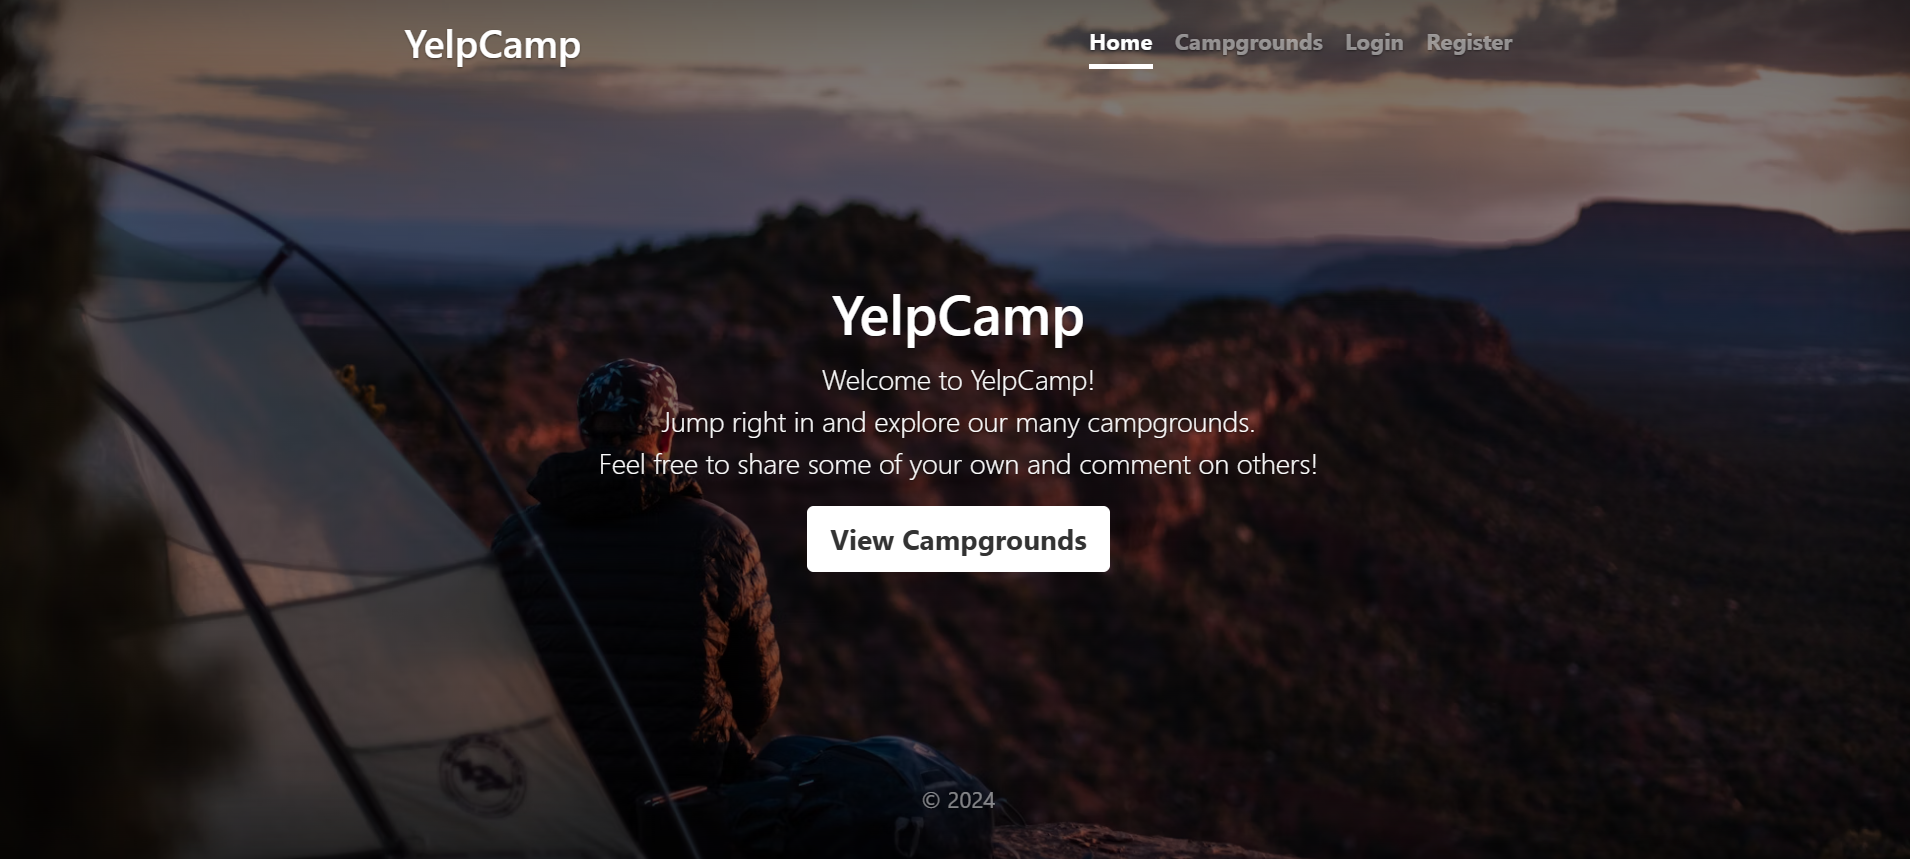 YelpCamp
Home Campgrounds Login Register
YelpCamp
Welcome to YelpCamp!
Jump right in and explore our many campgrounds.
Feel free to share some of your own and comment on others!
View Campgrounds
© 2024